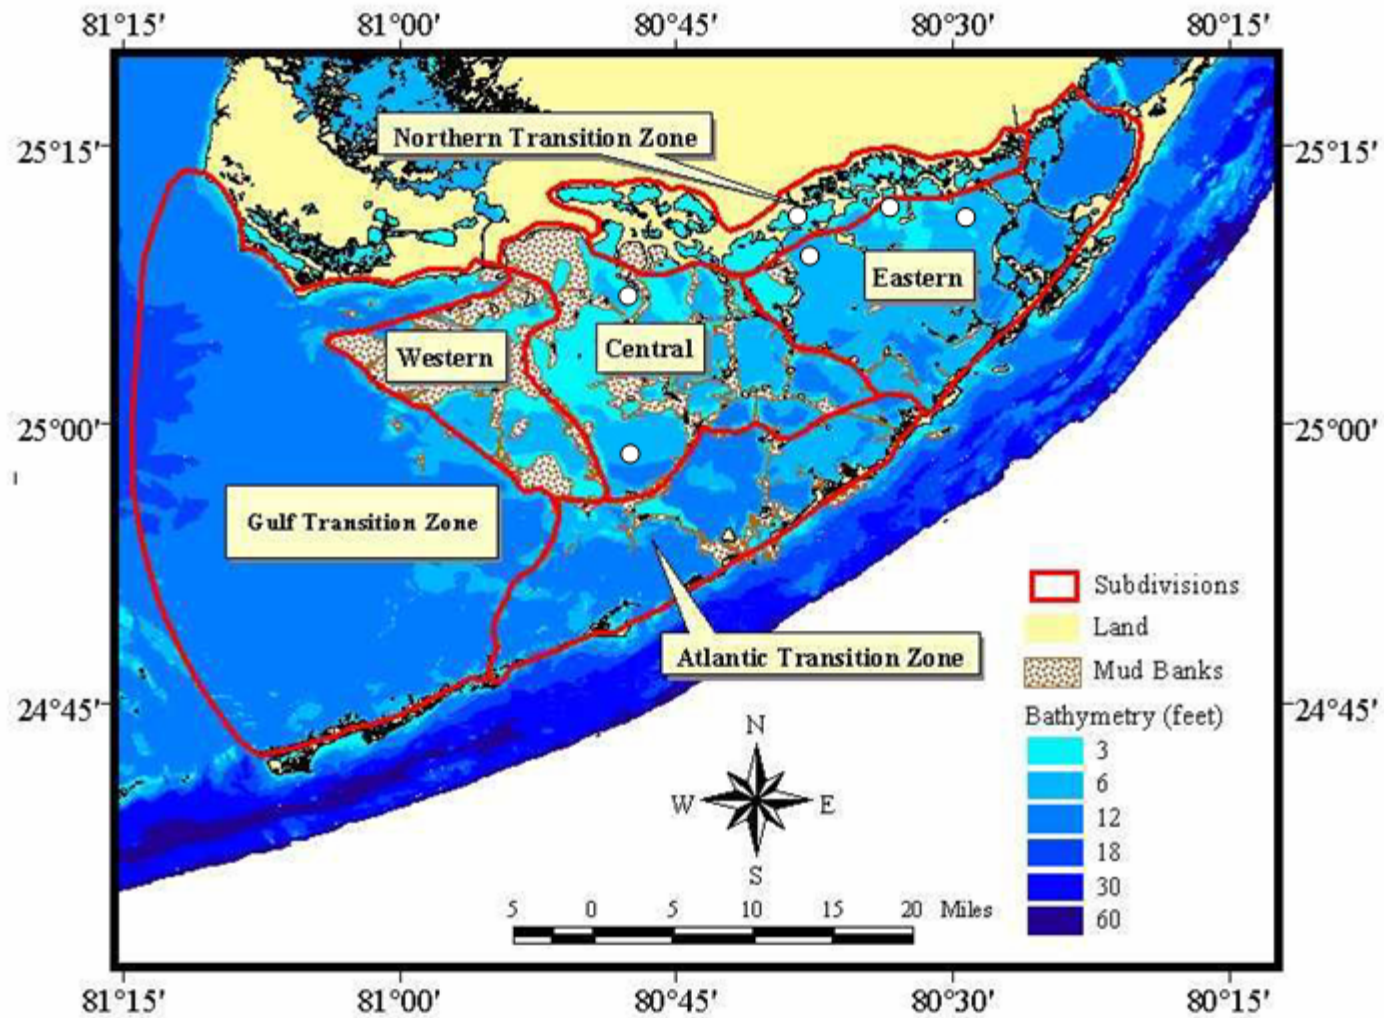 81°15' 81°00' 80°45' 80°30' 80°15'
25°15' 25°15'
Northern Transition Zone
Eastern
Western
Central
25°00' 25°00'
Gulf Transition Zone
Subdivisions
Land
Atlantic Transition Zone
Mud Banks
24°45' 24°45'
Bathymetry (feet)
N
3
6
W E
12
18
S
30
5 0 5 10 15 20 Miles
60
81°15' 81°00' 80°45' 80°30' 80°15'